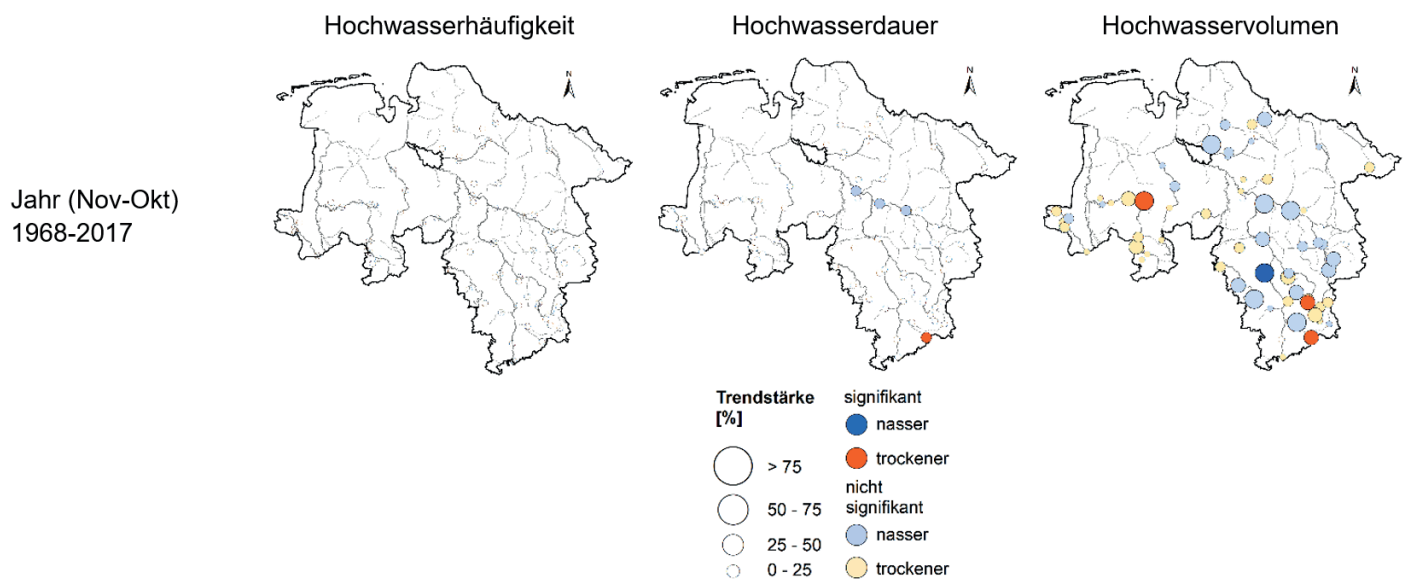 Hochwasserhäufigkeit
Hochwasserdauer
Hochwasservolumen
N
N
N
Jahr (Nov-Okt)
1968-2017
Trendstärke
[%]
> 75
50 - 75
25 - 50
0 - 25
signifikant
nasser
trockener
nicht
signifikant
nasser
trockener